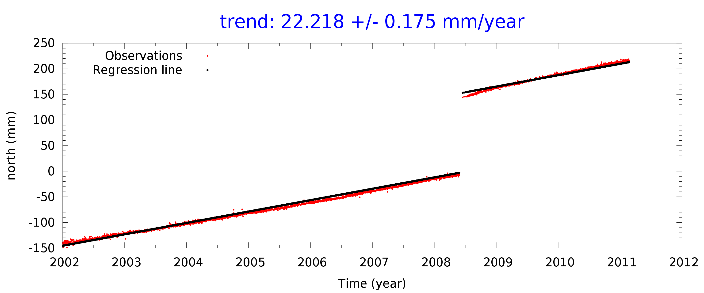 trend: 22.218 +/- 0.175 mm/year
250
200
150
100
50
0
-50
-100
-150
north (mm)
Observations
Regression line
2002 2003 2004 2005 2006 2007 2008 2009 2010 2011 2012
Time (year)